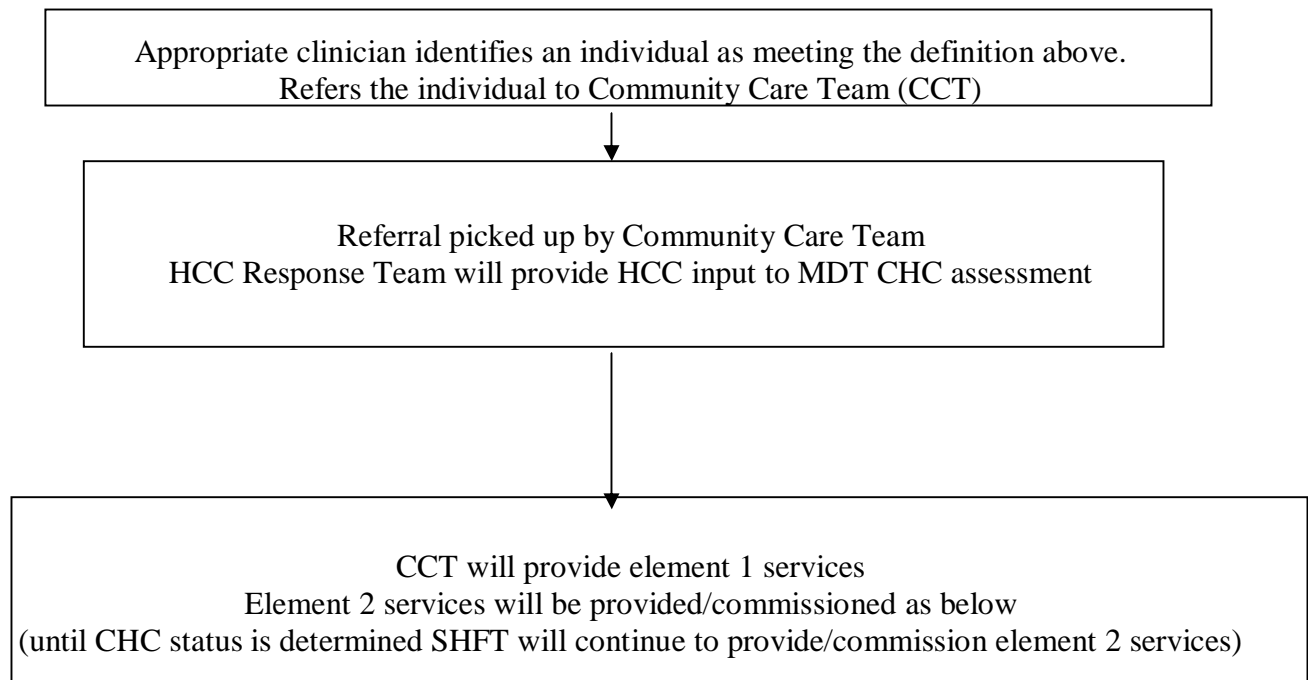 Appropriate clinician identifies an individual as meeting the definition above.
Refers the individual to Community Care Team (CCT)
Referral picked up by Community Care Team
HCC Response Team will provide HCC input to MDT CHC assessment
CCT will provide element 1 services
Element 2 services will be provided/commissioned as below
(until CHC status is determined SHFT will continue to provide/commission element 2 services)